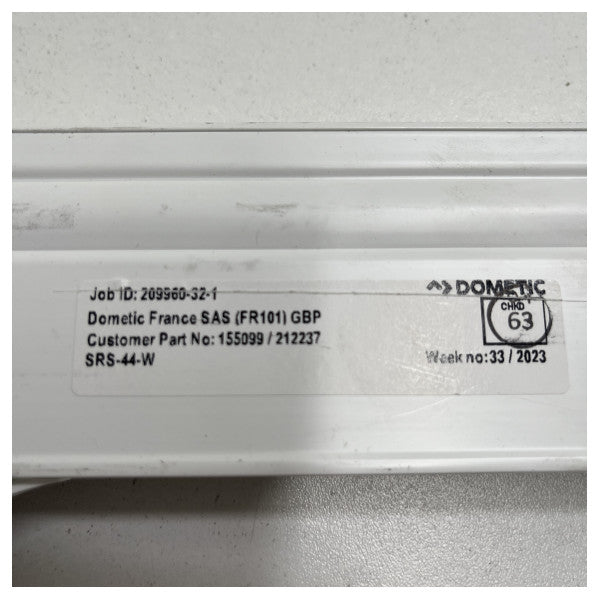 Job ID: 209960-32-1
DOMETIC
Dometic France SAS (FR101) GBP
CHKD
63
Customer Part No: 155099 / 212237
SRS-44-W
Week no: 33 / 2023